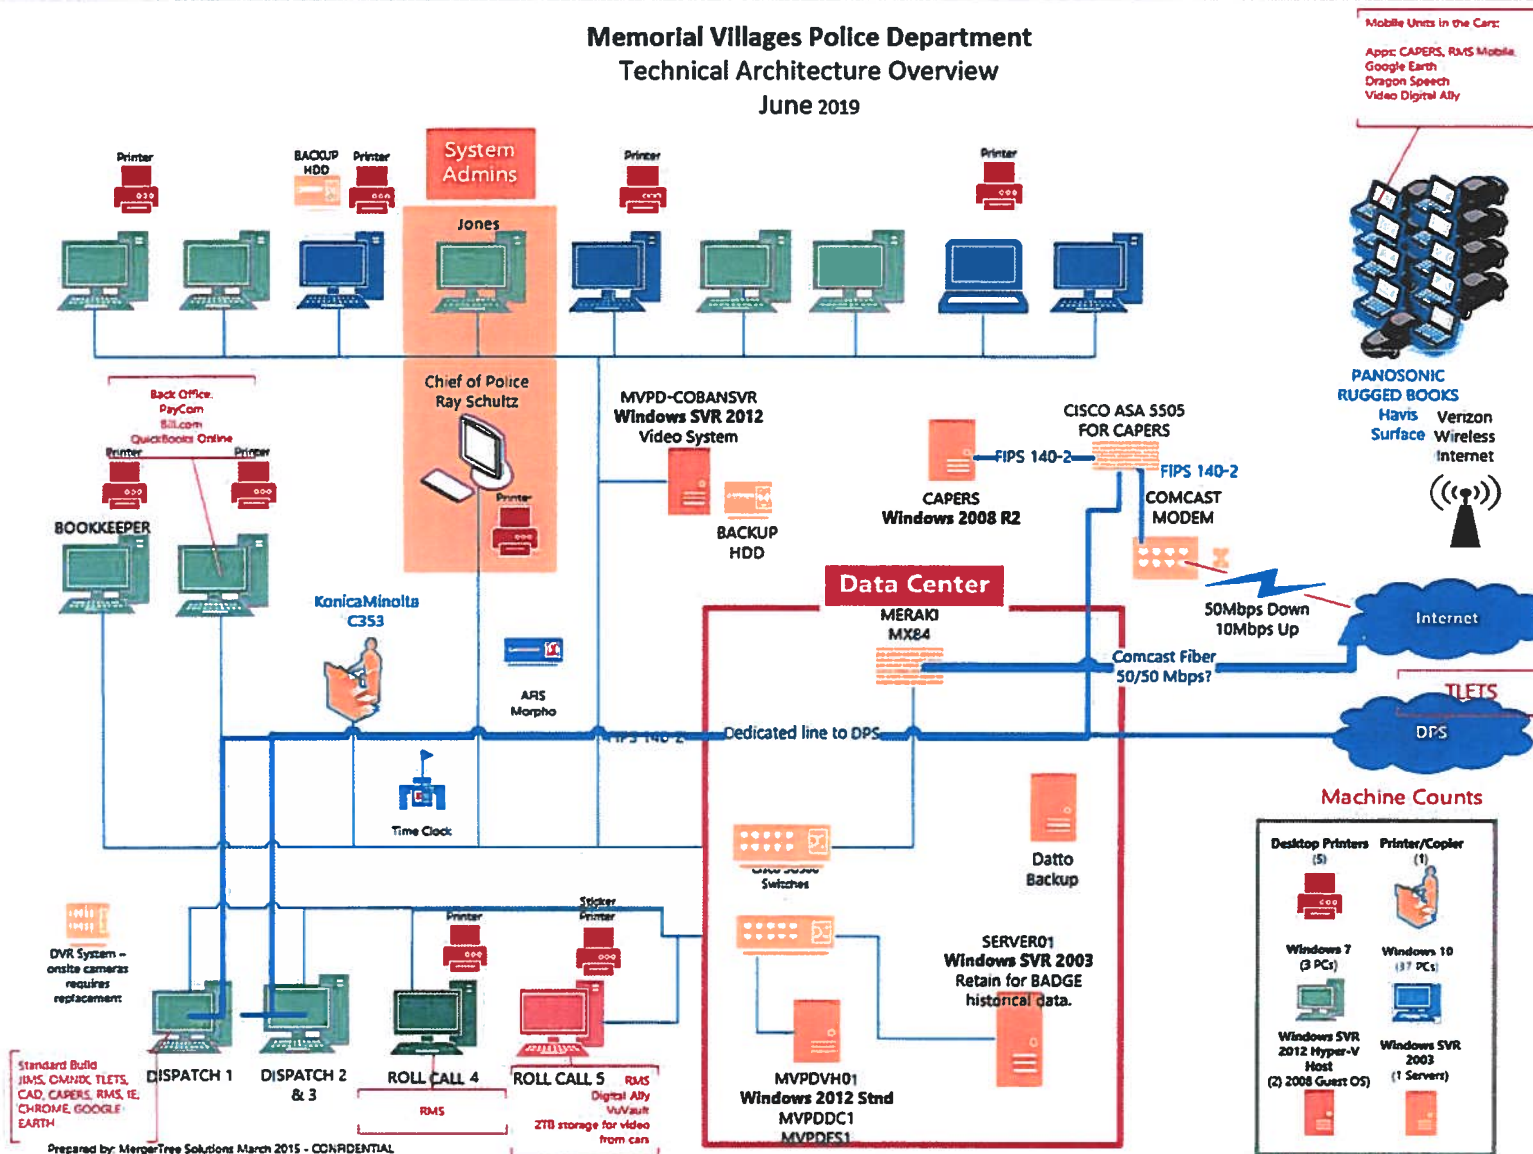 Memorial Villages Police Department
Technical Architecture Overview
June 2019
Mobile Units in the Cars:
Apps: CAPERS, RMS Mobile,
Google Earth
Dragon Speech
Video Digital Ally
Printer
BACKUP
HDD
Printer
System
Admins
Printer
Printer
Jones
Back Office,
PayCom
Bill.com
QuickBooks Online
Printer
Printer
BOOKKEEPER
Chief of Police
Ray Schultz
Printer
MVPD-COBANSVR
Windows SVR 2012
Video System
BACKUP
HDD
CAPERS
Windows 2008 R2
FIPS 140-2
CISCO ASA 5505
FOR CAPERS
FIPS 140-2
COMCAST
MODEM
PANOSONIC
RUGGED BOOKS
Havis
Surface
Verizon
Wireless
Internet
50Mbps Down
10Mbps Up
Internet
KonicaMinolta
C353
AFIS
Morpho
Time Clock
Data Center
MERAKI
MX84
Comcast Fiber
50/50 Mbps?
TLETS
DPS
FIPS 140-2
Dedicated line to DPS
Switches
Datto
Backup
SERVER01
Windows SVR 2003
Retain for BADGE
historical data.
MVPDVH01
Windows 2012 Stnd
MVPDDC1
MVPDFS1
Machine Counts
Desktop Printers
(5)
Printer/Copier
(1)
Windows 7
(3 PCs)
Windows 10
(37 PCs)
Windows SVR
2012 Hyper-V
Host
(2) 2008 Guest OS)
Windows SVR
2003
(1 Servers)
DVR System –
onsite cameras
requires
replacement
Printer
Sticker
Printer
DISPATCH 1
DISPATCH 2
& 3
ROLL CALL 4
ROLL CALL 5
Standard Build
JIMS, OMNIX, TLETS,
CAD, CAPERS, RMS, IE,
CHROME, GOOGLE
EARTH
RMS
RMS
Digital Ally
VuVault
2TB storage for video
from cars
Prepared by: MergerTree Solutions March 2015 - CONFIDENTIAL